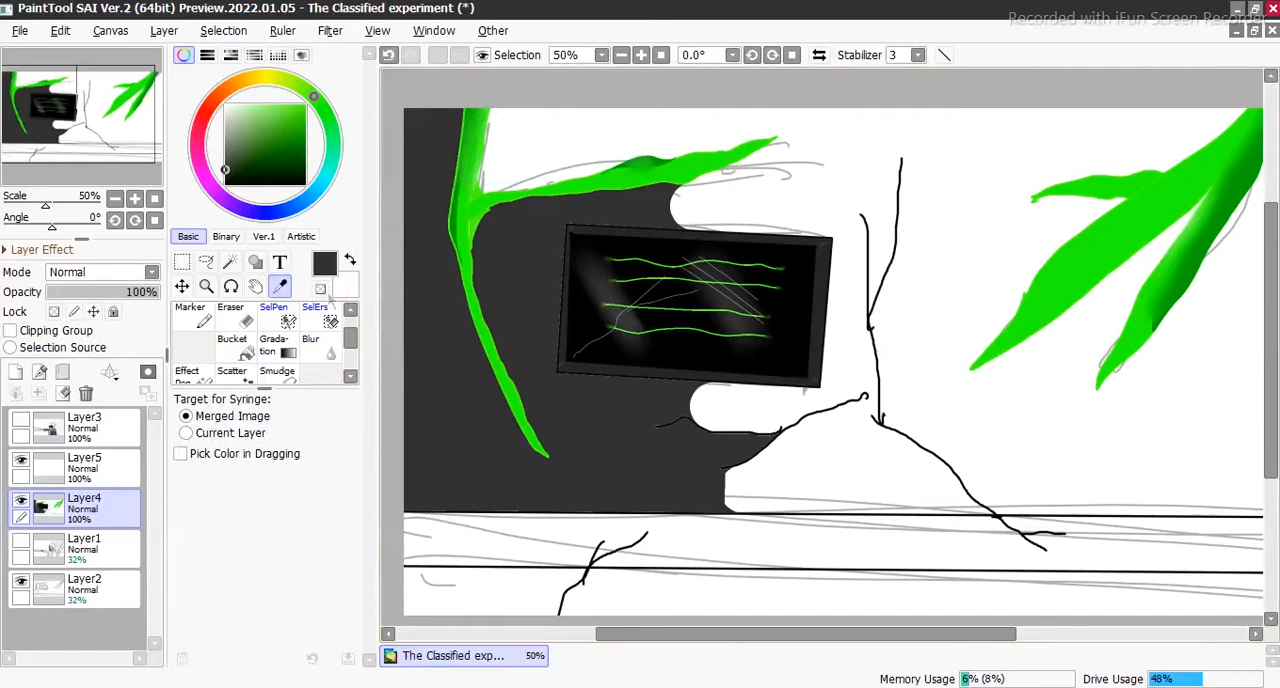 PaintTool SAI Ver.2 (64bit) Preview.2022.01.05 - The Classified experiment (*)
Recorded with iFun Screen Recorder
File Edit Canvas Layer Selection Ruler Filter View Window Other
Selection 50% 0.0° Stabilizer 3
Scale 50%
Angle 0°
Basic Binary Ver.1 Artistic
Layer Effect
Mode Normal
T
Opacity 100%
Lock
Clipping Group
Selection Source
Marker Eraser SelPen SelErs
Bucket Grada-tion Blur
Effect Pen Scatter Smudge
Target for Syringe:
Merged Image
Current Layer
Pick Color in Dragging
Layer3
Normal
100%
Layer5
Normal
100%
Layer4
Normal
100%
Layer1
Normal
32%
Layer2
Normal
32%
The Classified exp... 50%
Memory Usage 6% (8%) Drive Usage 48%